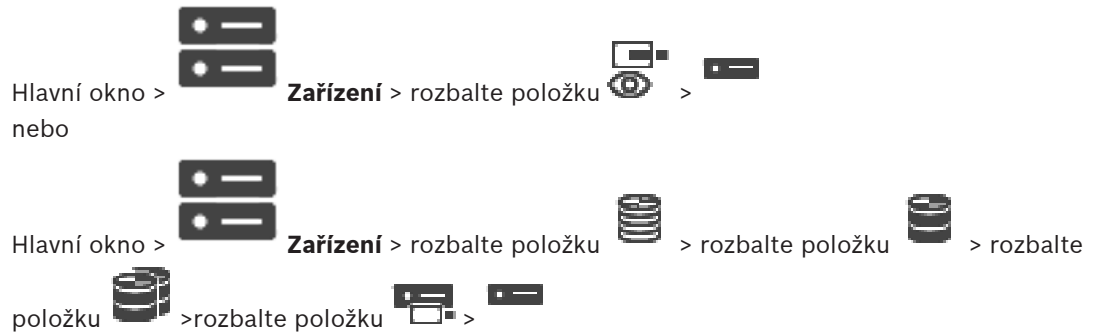 Hlavní okno > Zařízení > rozbalte položku >
nebo
Hlavní okno > Zařízení > rozbalte položku > rozbalte položku > rozbalte
položku >rozbalte položku >